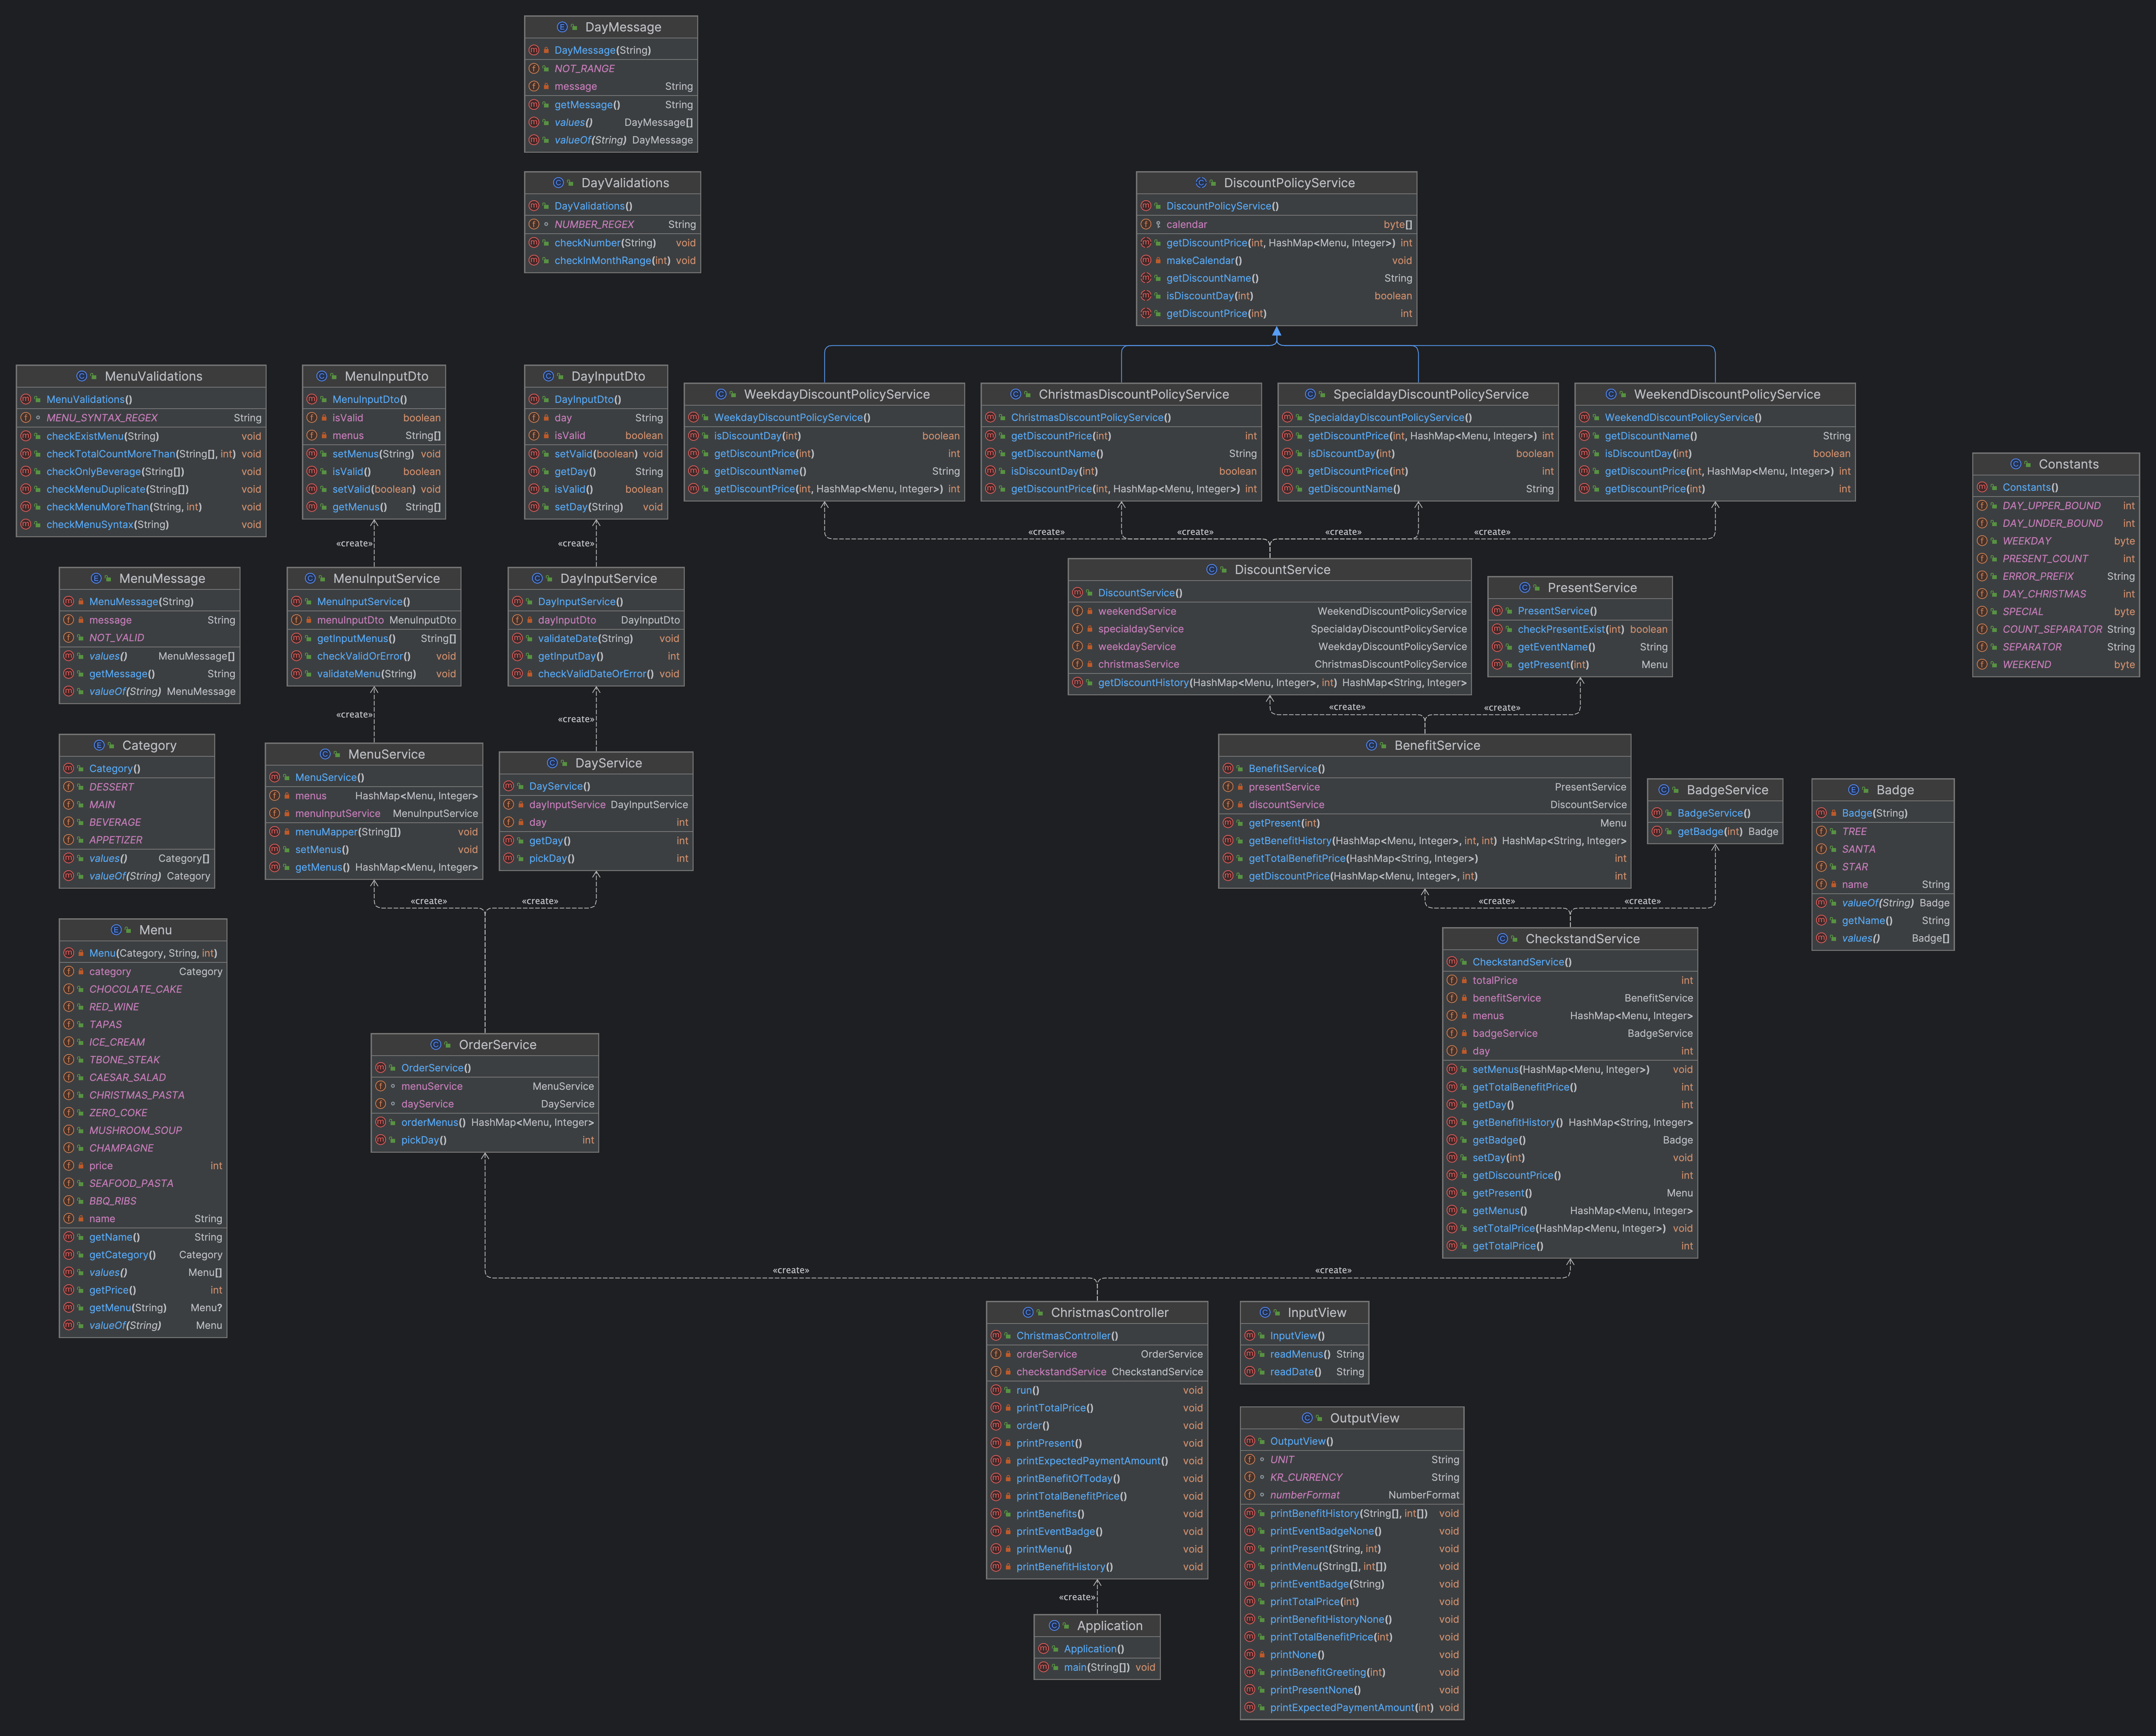 DayMessage
DayMessage(String)
NOT_RANGE
message String
getMessage() String
values() DayMessage[]
valueOf(String) DayMessage
DayValidations
DayValidations()
NUMBER_REGEX String
checkNumber(String) void
checkInMonthRange(int) void
DiscountPolicyService
DiscountPolicyService()
calendar byte[]
getDiscountPrice(int, HashMap<Menu, Integer>) int
makeCalendar() void
getDiscountName() String
isDiscountDay(int) boolean
getDiscountPrice(int) int
MenuValidations
MenuValidations()
MENU_SYNTAX_REGEX String
checkExistMenu(String) void
checkTotalCountMoreThan(String[], int) void
checkOnlyBeverage(String[]) void
checkMenuDuplicate(String[]) void
checkMenuMoreThan(String, int) void
checkMenuSyntax(String) void
MenuInputDto
MenuInputDto()
isValid boolean
menus String[]
setMenus(String) void
isValid() boolean
setValid(boolean) void
getMenus() String[]
DayInputDto
DayInputDto()
day String
isValid boolean
setValid(boolean) void
getDay() String
isValid() boolean
setDay(String) void
WeekdayDiscountPolicyService
WeekdayDiscountPolicyService()
isDiscountDay(int) boolean
getDiscountPrice(int) int
getDiscountName() String
getDiscountPrice(int, HashMap<Menu, Integer>) int
ChristmasDiscountPolicyService
ChristmasDiscountPolicyService()
getDiscountPrice(int) int
getDiscountName() String
isDiscountDay(int) boolean
getDiscountPrice(int, HashMap<Menu, Integer>) int
SpecialdayDiscountPolicyService
SpecialdayDiscountPolicyService()
getDiscountPrice(int, HashMap<Menu, Integer>) int
isDiscountDay(int) boolean
getDiscountPrice(int) int
getDiscountName() String
WeekendDiscountPolicyService
WeekendDiscountPolicyService()
getDiscountName() String
isDiscountDay(int) boolean
getDiscountPrice(int, HashMap<Menu, Integer>) int
getDiscountPrice(int) int
Constants
Constants()
DAY_UPPER_BOUND int
DAY_UNDER_BOUND int
WEEKDAY byte
PRESENT_COUNT int
ERROR_PREFIX String
DAY_CHRISTMAS int
SPECIAL byte
COUNT_SEPARATOR String
SEPARATOR String
WEEKEND byte
«create»
«create»
«create»
«create»
«create»
«create»
MenuMessage
MenuMessage(String)
message String
NOT_VALID
values() MenuMessage[]
getMessage() String
valueOf(String) MenuMessage
MenuInputService
MenuInputService()
menuInputDto MenuInputDto
getInputMenus() String[]
checkValidOrError() void
validateMenu(String) void
DayInputService
DayInputService()
dayInputDto DayInputDto
validateDate(String) void
getInputDay() int
checkValidDateOrError() void
DiscountService
DiscountService()
weekendService WeekendDiscountPolicyService
specialdayService SpecialdayDiscountPolicyService
weekdayService WeekdayDiscountPolicyService
christmasService ChristmasDiscountPolicyService
getDiscountHistory(HashMap<Menu, Integer>, int) HashMap<String, Integer>
PresentService
PresentService()
checkPresentExist(int) boolean
getEventName() String
getPresent(int) Menu
«create»
«create»
«create»
«create»
Category
Category()
DESSERT
MAIN
BEVERAGE
APPETIZER
values() Category[]
valueOf(String) Category
MenuService
MenuService()
menus HashMap<Menu, Integer>
menuInputService MenuInputService
menuMapper(String[]) void
setMenus() void
getMenus() HashMap<Menu, Integer>
DayService
DayService()
dayInputService DayInputService
day int
getDay() int
pickDay() int
BenefitService
BenefitService()
presentService PresentService
discountService DiscountService
getPresent(int) Menu
getBenefitHistory(HashMap<Menu, Integer>, int, int) HashMap<String, Integer>
getTotalBenefitPrice(HashMap<String, Integer>) int
getDiscountPrice(HashMap<Menu, Integer>, int) int
BadgeService
BadgeService()
getBadge(int) Badge
Badge
Badge(String)
TREE
SANTA
STAR
name String
valueOf(String) Badge
getName() String
values() Badge[]
«create»
«create»
«create»
«create»
Menu
Menu(Category, String, int)
category Category
CHOCOLATE_CAKE
RED_WINE
TAPAS
ICE_CREAM
TBONE_STEAK
CAESAR_SALAD
CHRISTMAS_PASTA
ZERO_COKE
MUSHROOM_SOUP
CHAMPAGNE
price int
SEAFOOD_PASTA
BBQ_RIBS
name String
getName() String
getCategory() Category
values() Menu[]
getPrice() int
getMenu(String) Menu?
valueOf(String) Menu
OrderService
OrderService()
menuService MenuService
dayService DayService
orderMenus() HashMap<Menu, Integer>
pickDay() int
CheckstandService
CheckstandService()
totalPrice int
benefitService BenefitService
menus HashMap<Menu, Integer>
badgeService BadgeService
day int
setMenus(HashMap<Menu, Integer>) void
getTotalBenefitPrice() int
getDay() int
getBenefitHistory() HashMap<String, Integer>
getBadge() Badge
setDay(int) void
getDiscountPrice() int
getPresent() Menu
getMenus() HashMap<Menu, Integer>
setTotalPrice(HashMap<Menu, Integer>) void
getTotalPrice() int
«create»
«create»
ChristmasController
ChristmasController()
orderService OrderService
checkstandService CheckstandService
run() void
printTotalPrice() void
order() void
printPresent() void
printExpectedPaymentAmount() void
printBenefitOfToday() void
printTotalBenefitPrice() void
printBenefits() void
printEventBadge() void
printMenu() void
printBenefitHistory() void
InputView
InputView()
readMenus() String
readDate() String
OutputView
OutputView()
UNIT String
KR_CURRENCY String
numberFormat NumberFormat
printBenefitHistory(String[], int[]) void
printEventBadgeNone() void
printPresent(String, int) void
printMenu(String[], int[]) void
printEventBadge(String) void
printTotalPrice(int) void
printBenefitHistoryNone() void
printTotalBenefitPrice(int) void
printNone() void
printBenefitGreeting(int) void
printPresentNone() void
printExpectedPaymentAmount(int) void
«create»
Application
Application()
main(String[]) void